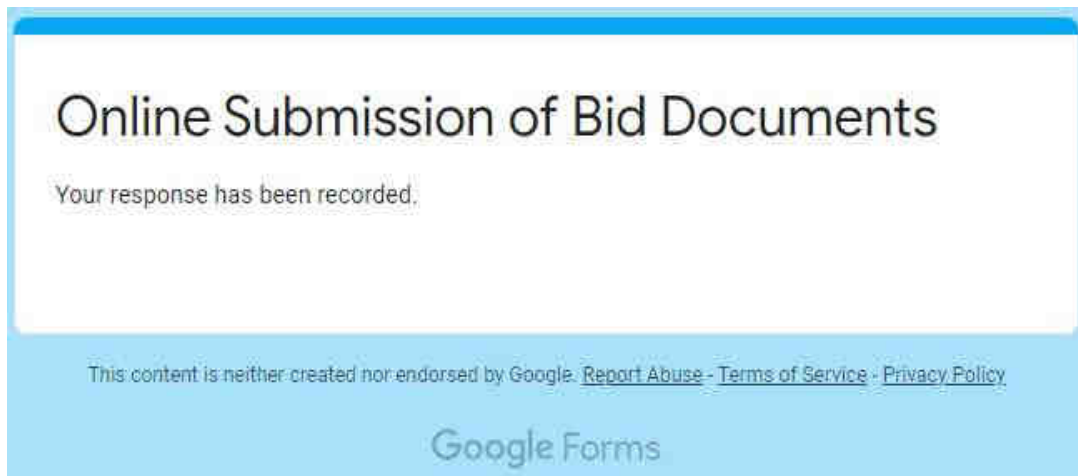 Online Submission of Bid Documents
Your response has been recorded.
This content is neither created nor endorsed by Google. Report Abuse - Terms of Service - Privacy Policy
Google Forms